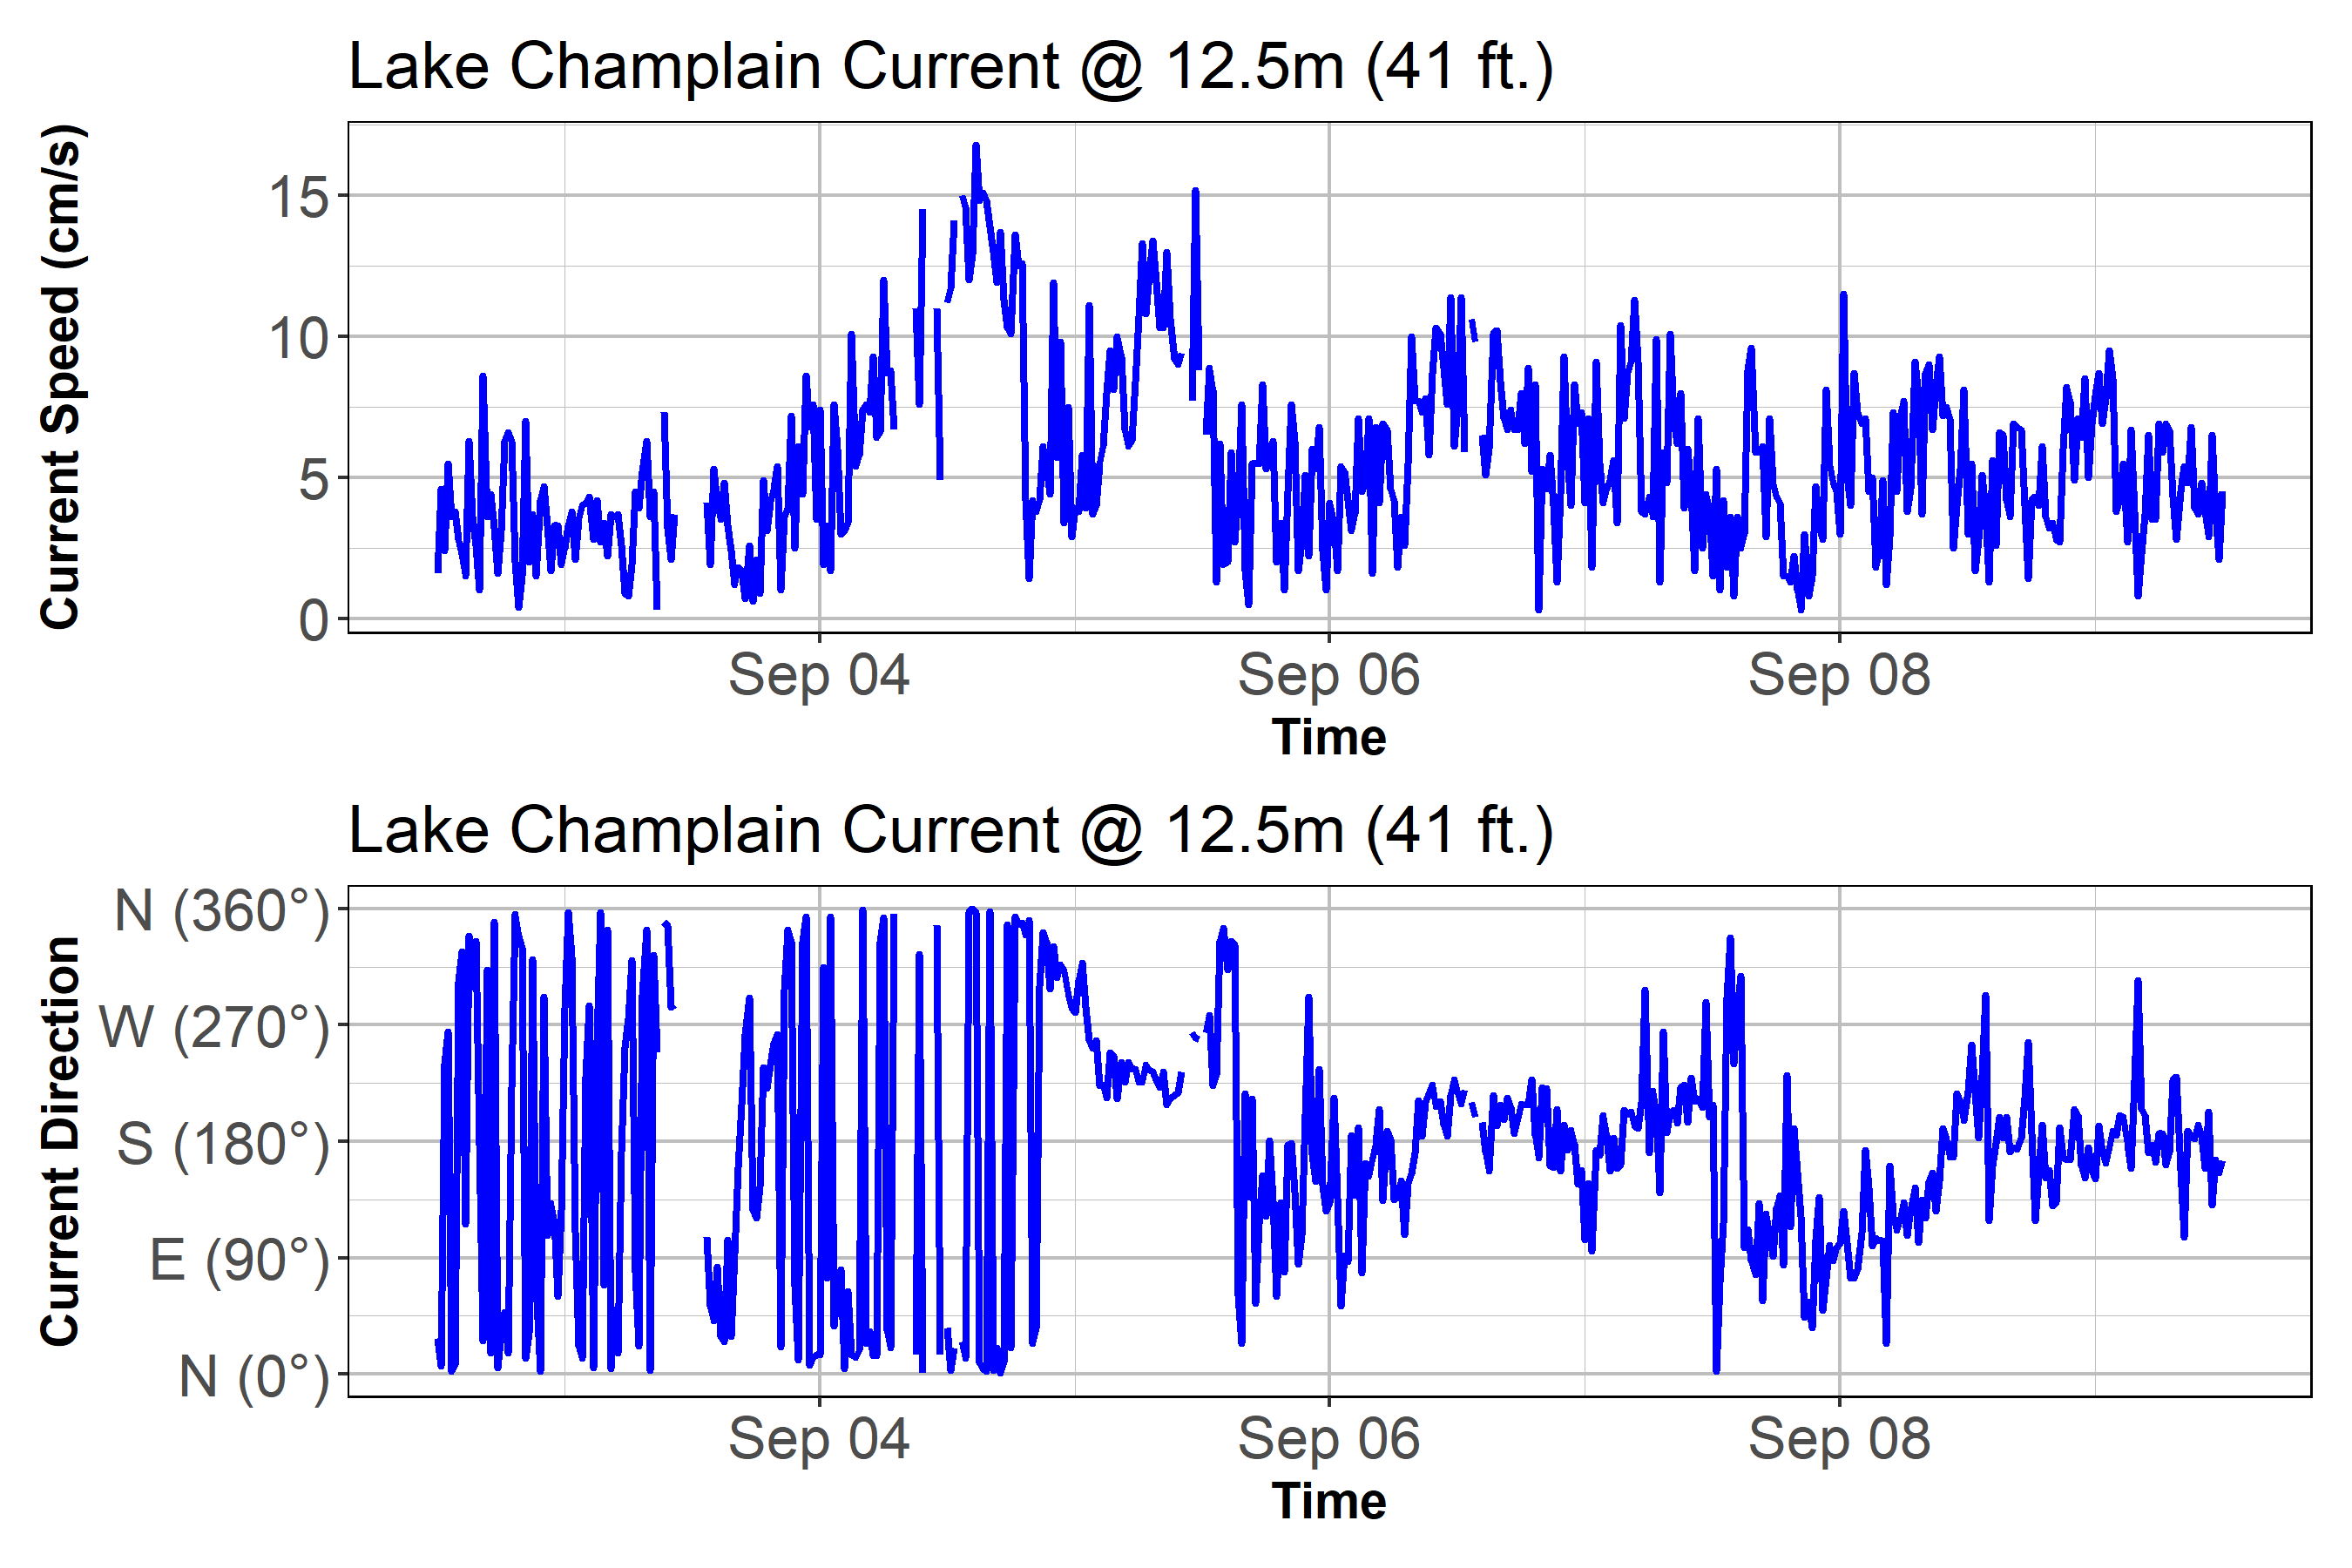 Lake Champlain Current @ 12.5m (41 ft.)
Current Speed (cm/s)
15
10
5
0
Sep 04 Sep 06 Sep 08
Time
Lake Champlain Current @ 12.5m (41 ft.)
Current Direction
N (360°)
W (270°)
S (180°)
E (90°)
N (0°)
Sep 04 Sep 06 Sep 08
Time